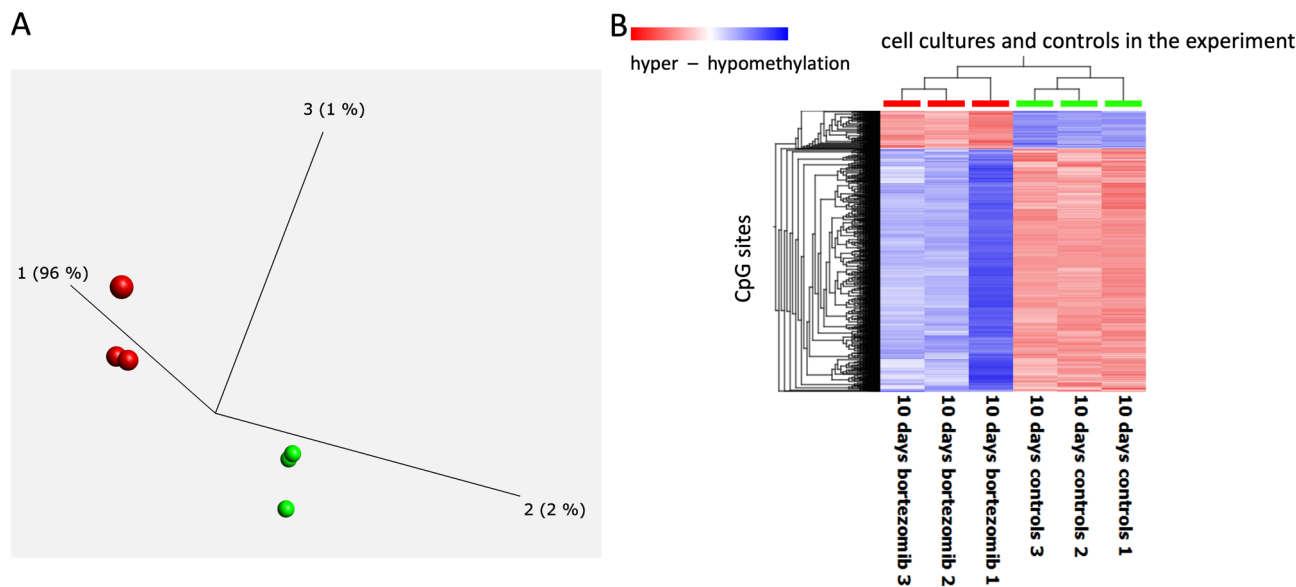 A
3 (1 %)
1 (96 %)
2 (2 %)
B
hyper – hypomethylation
cell cultures and controls in the experiment
CpG sites
10 days bortezomib 3
10 days bortezomib 2
10 days bortezomib 1
10 days controls 3
10 days controls 2
10 days controls 1